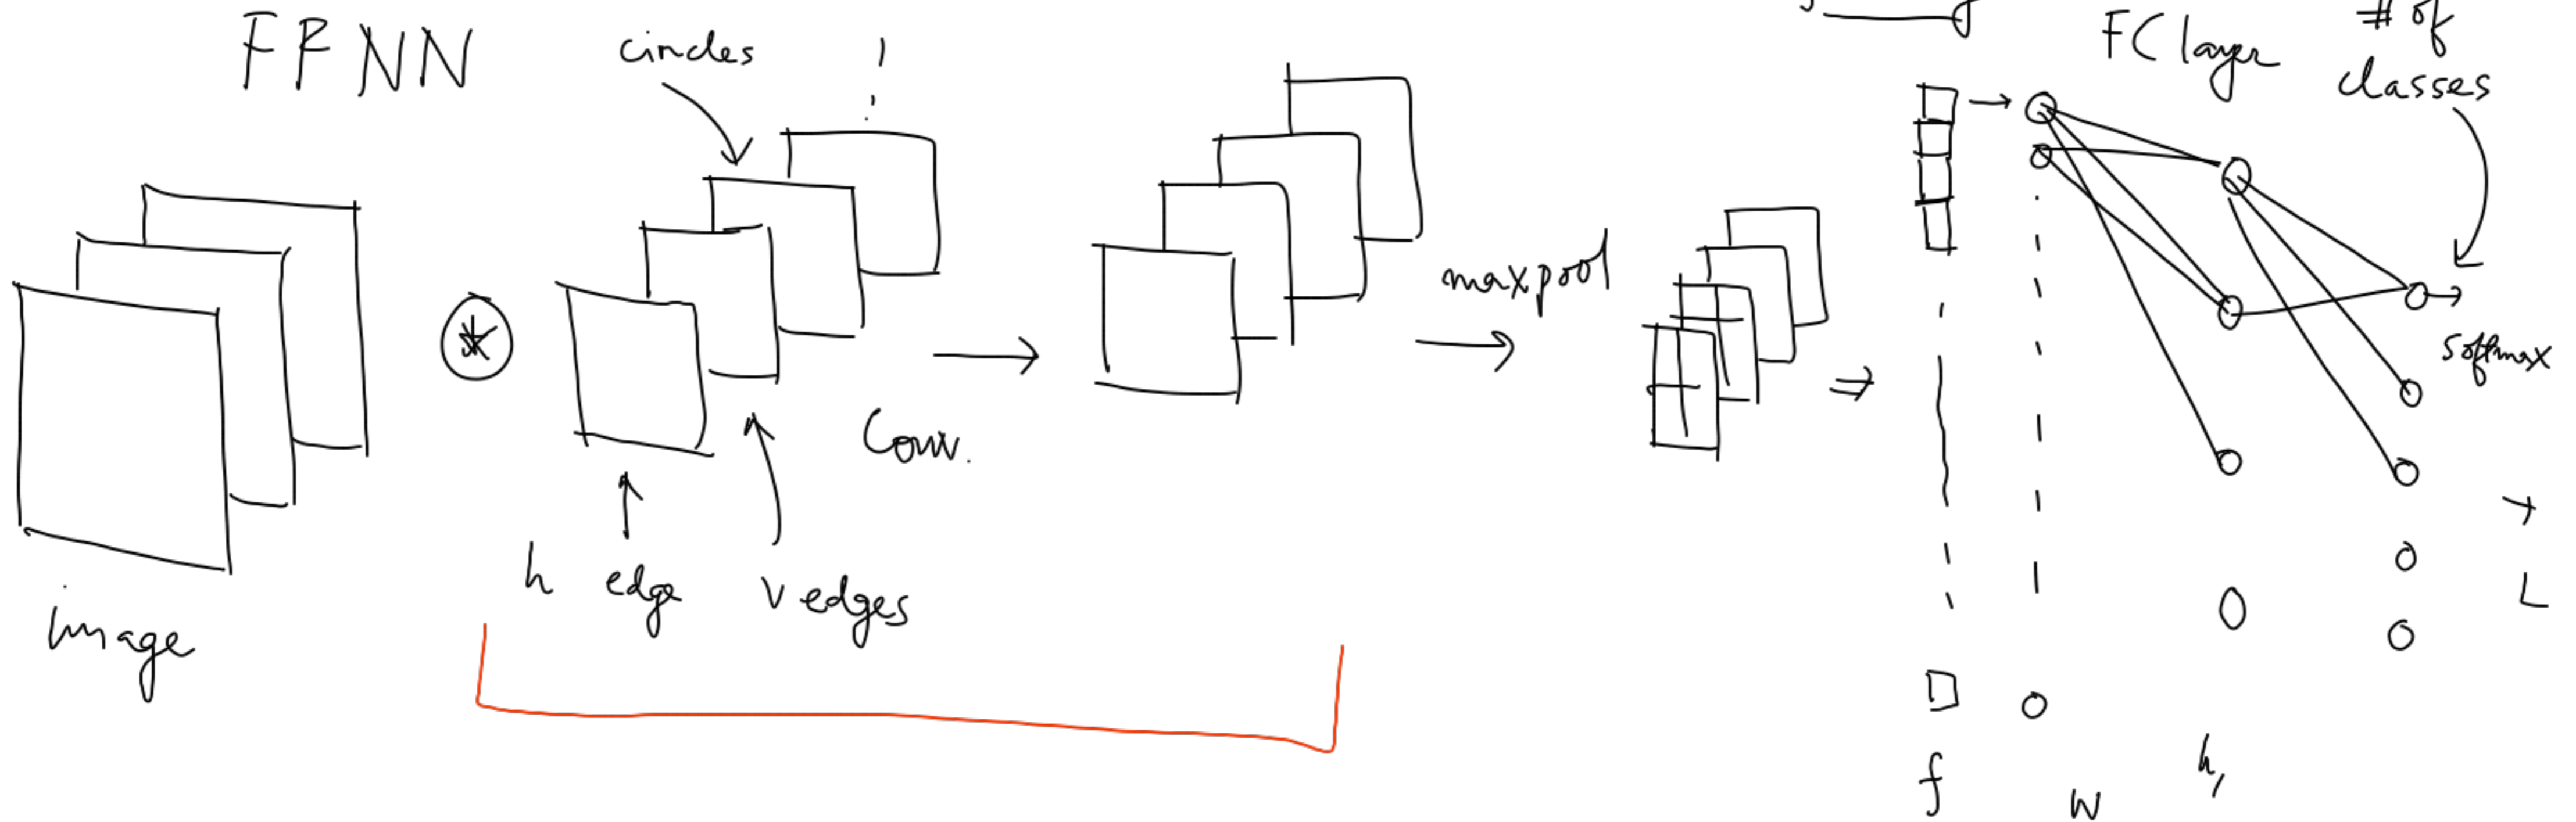 FFNN
circles
FC layer
# of
classes
maxpool
softmax
Conv.
h edge
v edges
image
L
f
w
h,